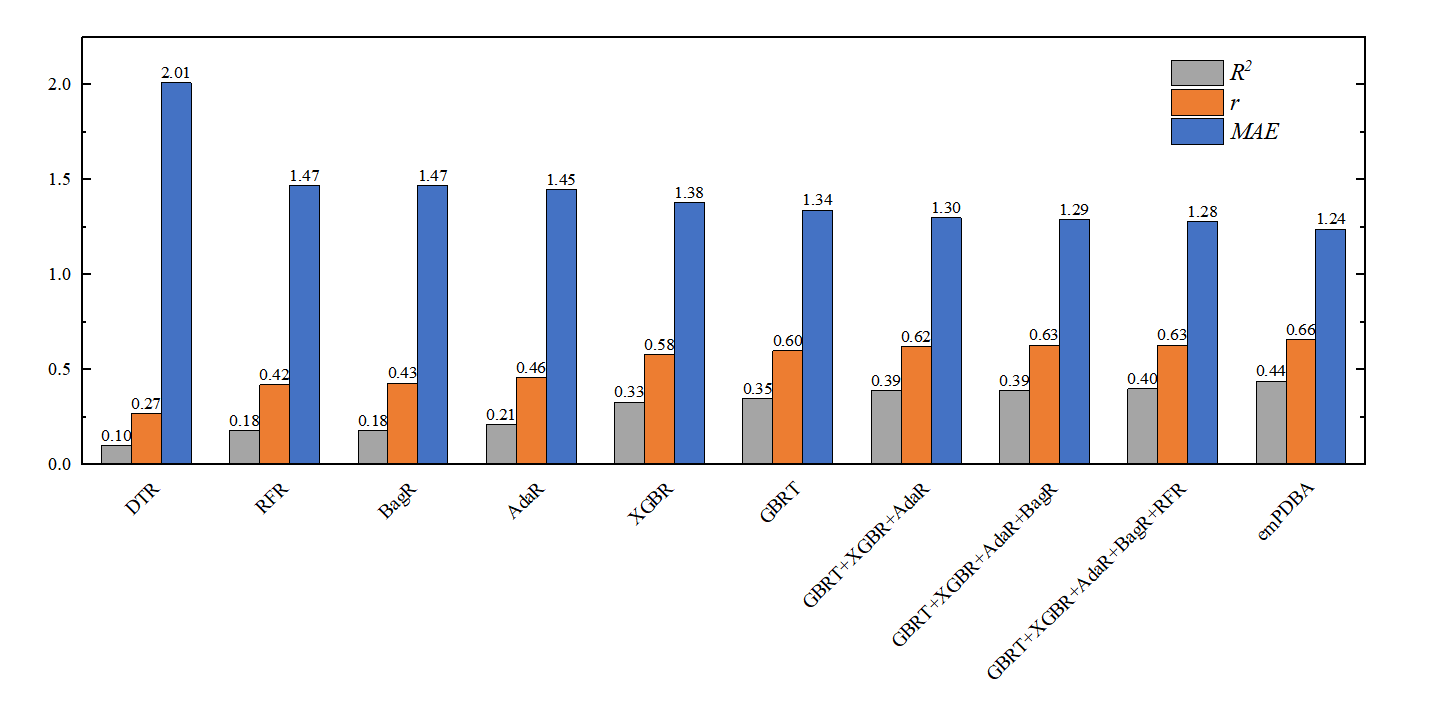 R2
r
MAE
2.0
1.5
1.0
0.5
0.0
0.10
0.27
2.01
0.18
0.42
1.47
0.18
0.43
1.47
0.21
0.46
1.45
0.33
0.58
1.38
0.35
0.60
1.34
0.39
0.62
1.30
0.39
0.63
1.29
0.40
0.63
1.28
0.44
0.66
1.24
DTR
RFR
BagR
AdaR
XGBR
GBRT
GBRT+XGBR+AdaR
GBRT+XGBR+AdaR+BagR
GBRT+XGBR+AdaR+BagR+RFR
emPDBA